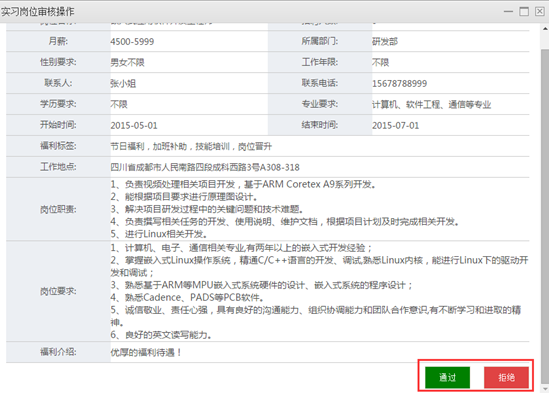 实习岗位审核操作
月薪: 4500-5999 所属部门: 研发部
性别要求: 男女不限 工作年限: 不限
联系人: 张小姐 联系电话: 15678788999
学历要求: 不限 专业要求: 计算机、软件工程、通信等专业
开始时间: 2015-05-01 结束时间: 2015-07-01
福利标签: 节日福利，加班补助，技能培训，岗位晋升
工作地点: 四川省成都市人民南路四段成科西路3号A308-318
岗位职责:
1、负责视频处理相关项目开发，基于ARM Coretex A9系列开发。
2、能根据项目要求进行原理图设计。
3、解决项目研发过程中的关键问题和技术难题。
4、负责撰写相关任务的开发、使用说明、维护文档，根据项目计划及时完成相关开发。
5、进行Linux相关开发。
岗位要求:
1、计算机、电子、通信相关专业,有两年以上的嵌入式开发经验；
2、掌握嵌入式Linux操作系统，精通C/C++语言的开发、调试,熟悉Linux内核，能进行Linux下的驱动开
发和调试；
3、熟悉基于ARM等MPU嵌入式系统硬件的设计、嵌入式系统的程序设计；
4、熟悉Cadence、PADS等PCB软件。
5、诚信敬业、责任心强，具有良好的沟通能力、组织协调能力和团队合作意识,有不断学习和进取的精
神。
6、良好的英文读写能力。
福利介绍: 优厚的福利待遇！
通过 拒绝